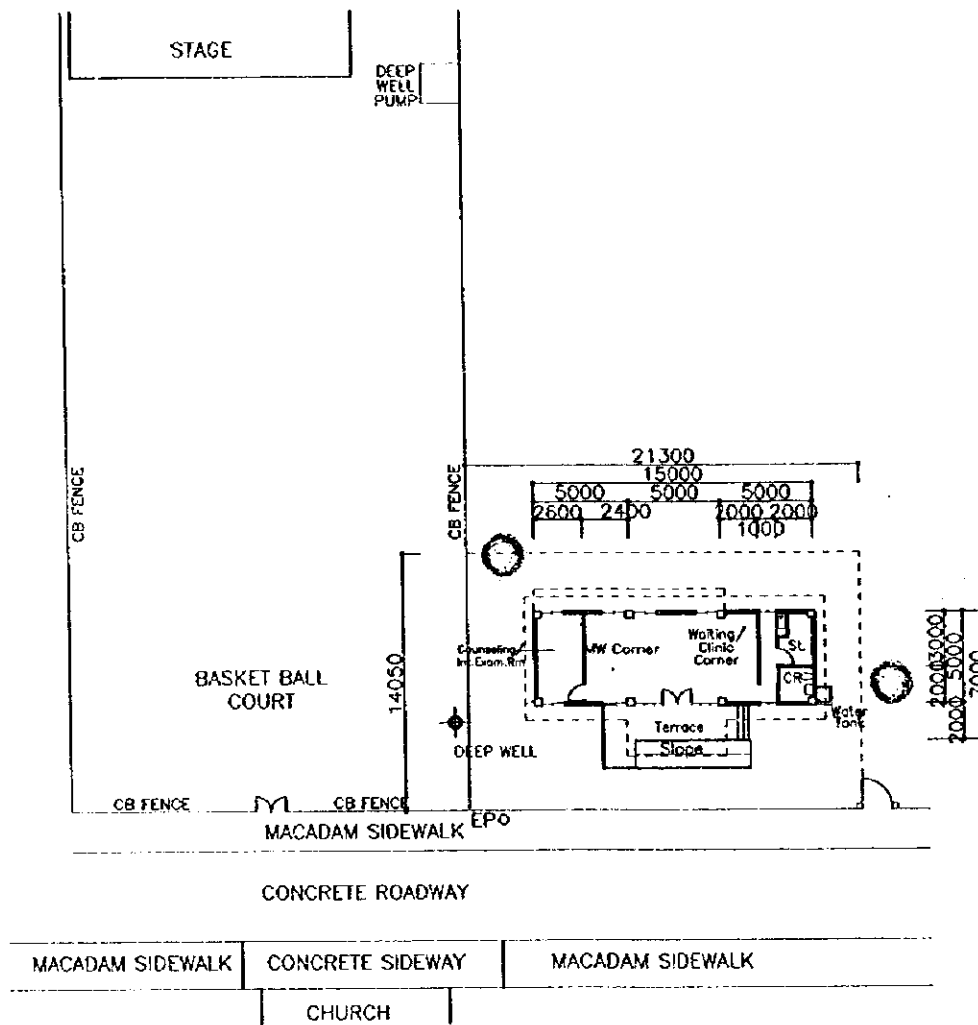 STAGE
DEEP
WELL
PUMP
CB FENCE
CB FENCE
21300
15000
5000 5000 5000
2600 2400 2000 2000
1000
14050
BASKET BALL
COURT
Counseling/
Int.Exam.Rm
MW Corner
Waiting/
Clinic
Corner
St.
CR
Water
Tank
Terrace
Slope
DEEP WELL
3000
2000
5000
2000
7000
CB FENCE
CB FENCE
EPO
MACADAM SIDEWALK
CONCRETE ROADWAY
MACADAM SIDEWALK
CONCRETE SIDEWAY
MACADAM SIDEWALK
CHURCH